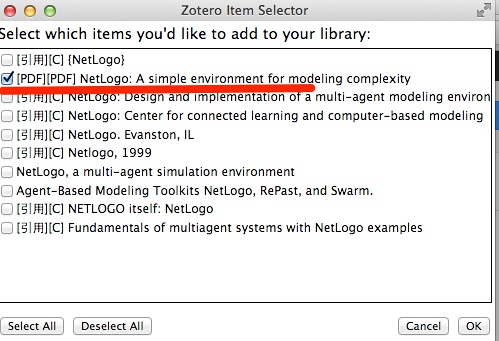 Zotero Item Selector
Select which items you'd like to add to your library:
[引用][C] {NetLogo}
[PDF][PDF] NetLogo: A simple environment for modeling complexity
[引用][C] NetLogo: Design and implementation of a multi-agent modeling environ
[引用][C] NetLogo: Center for connected learning and computer-based modeling
[引用][C] NetLogo. Evanston, IL
[引用][C] Netlogo, 1999
NetLogo, a multi-agent simulation environment
Agent-Based Modeling Toolkits NetLogo, RePast, and Swarm.
[引用][C] NETLOGO itself: NetLogo
[引用][C] Fundamentals of multiagent systems with NetLogo examples
Select All Deselect All Cancel OK